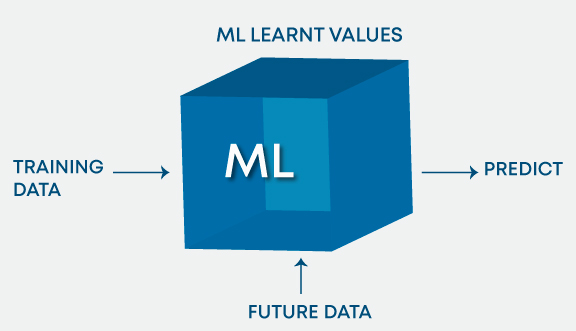 ML LEARNT VALUES
ML
TRAINING
DATA
PREDICT
FUTURE DATA